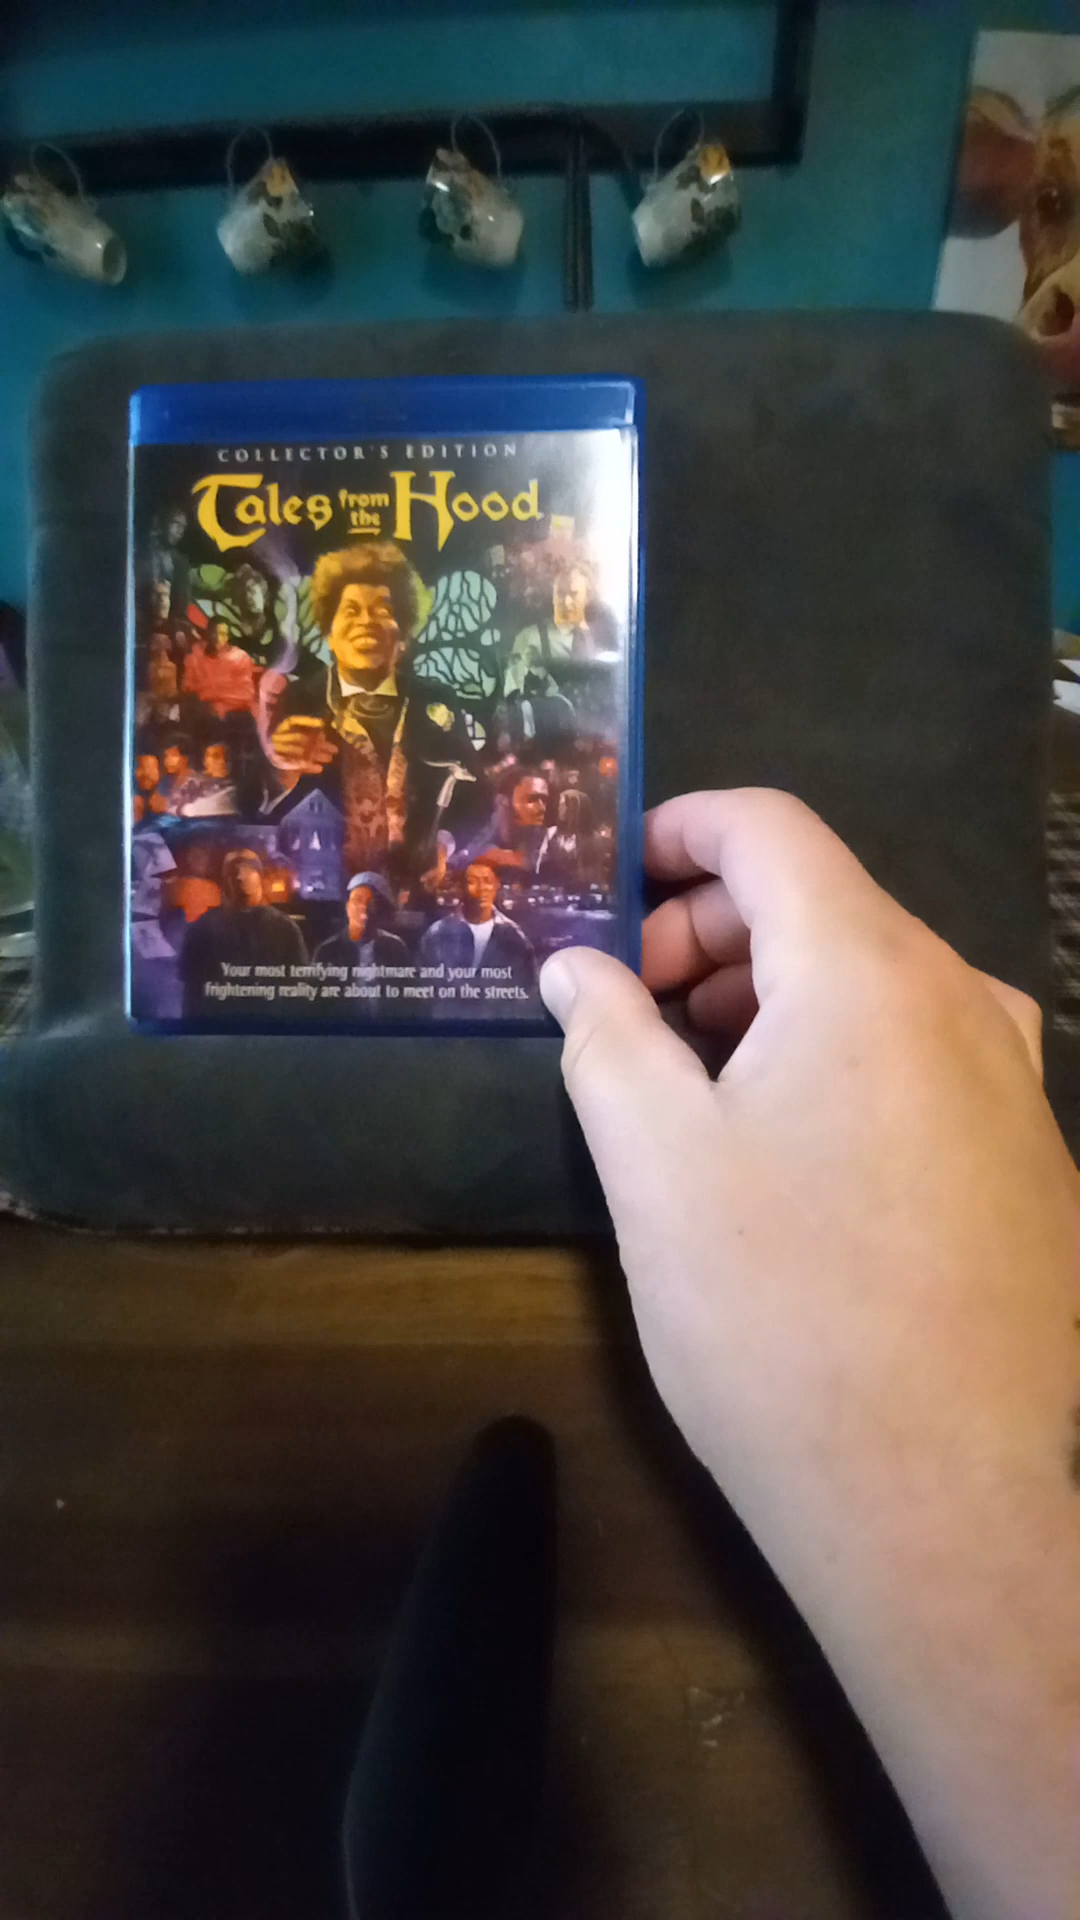 COLLECTOR'S EDITION
Tales from the Hood
Your most terrifying nightmare and your most
frightening reality are about to meet on the streets.